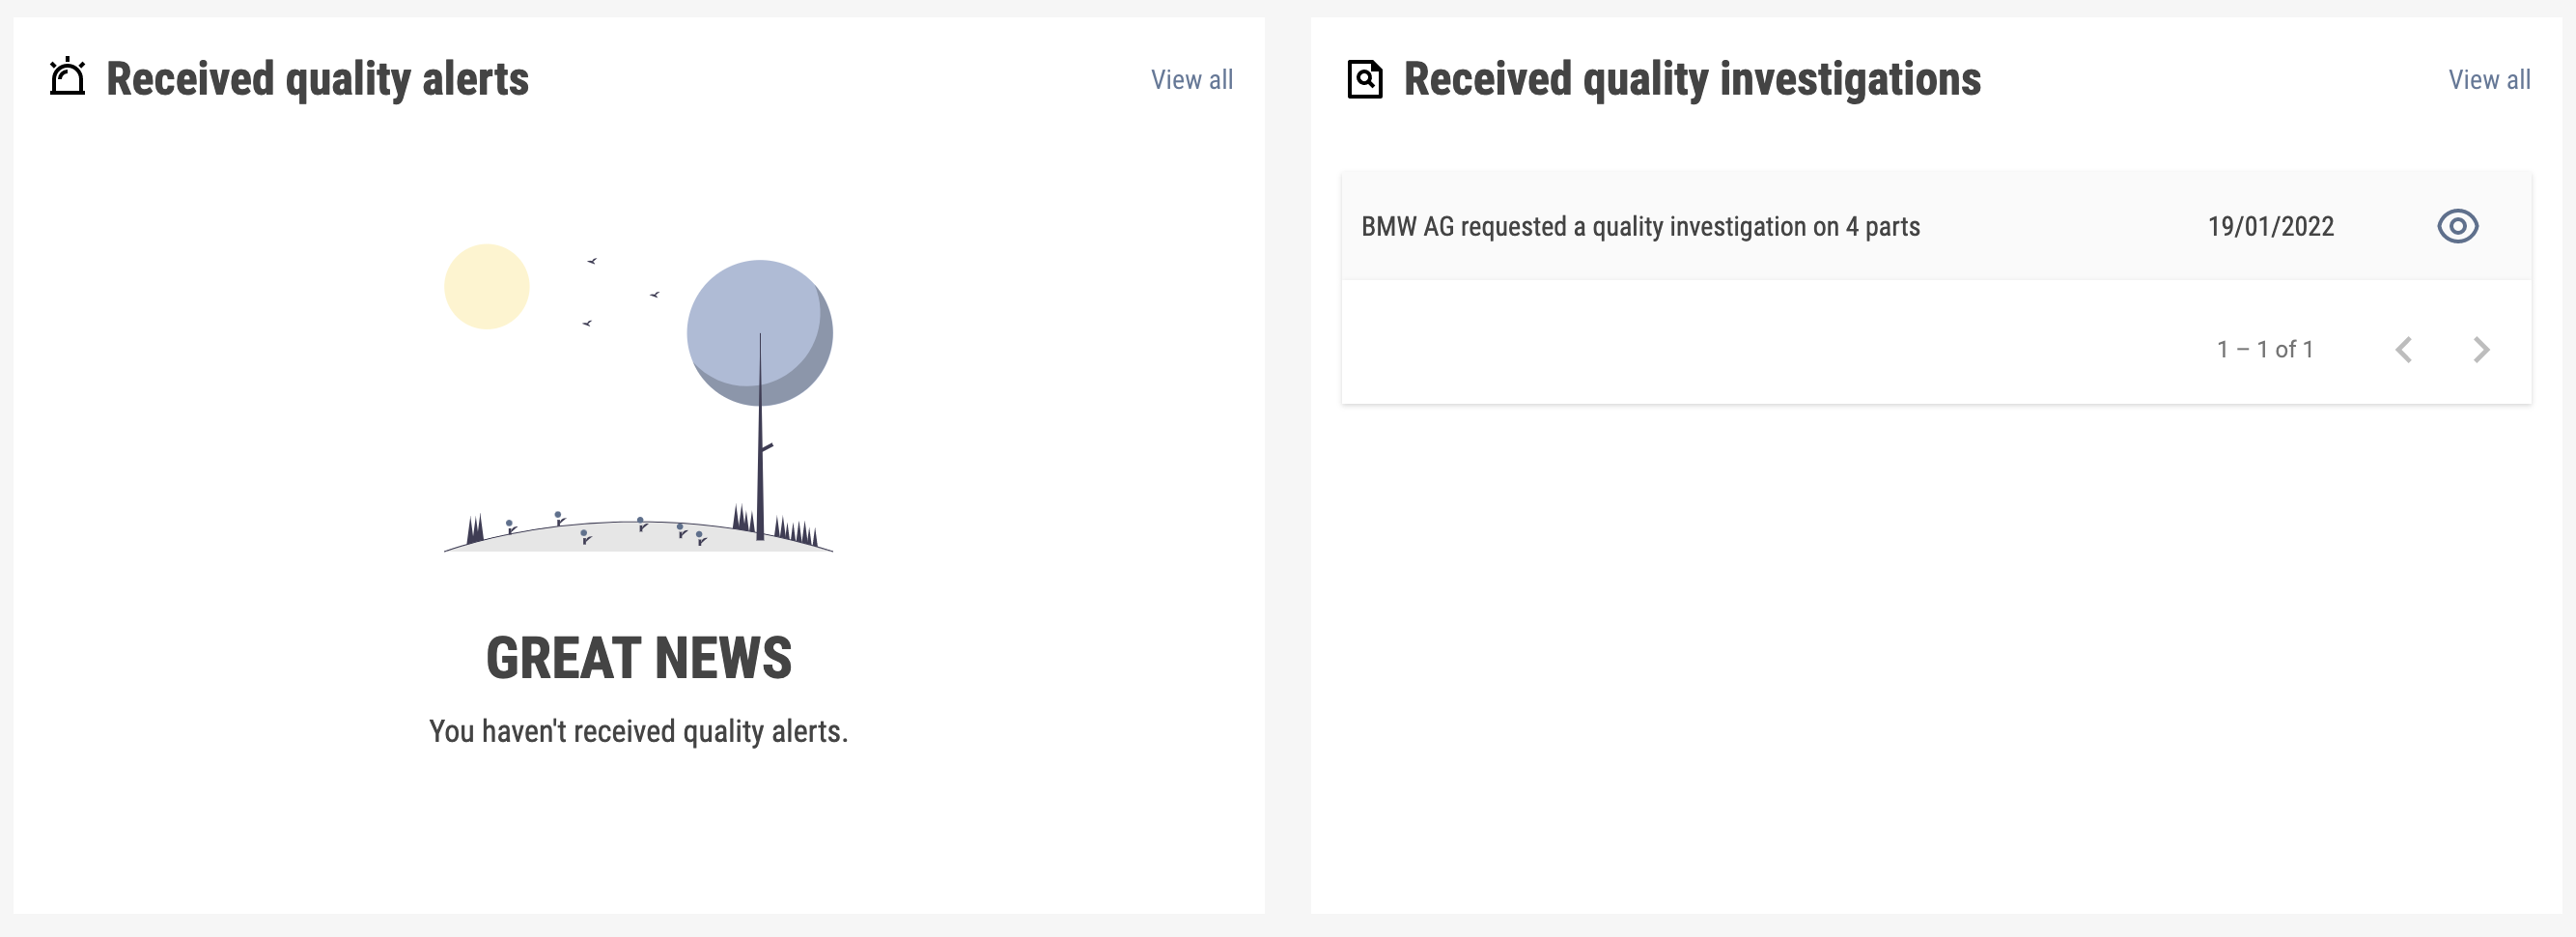 Received quality alerts
View all
GREAT NEWS
You haven't received quality alerts.
Received quality investigations
View all
BMW AG requested a quality investigation on 4 parts 19/01/2022
1 – 1 of 1